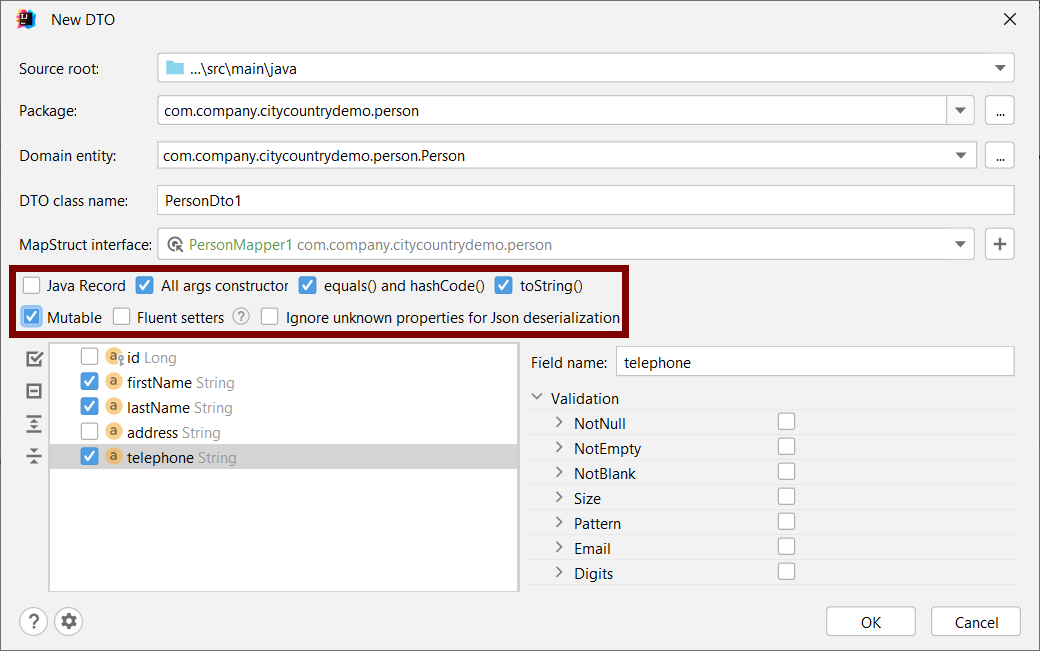 New DTO
Source root: ...\src\main\java
Package: com.company.citycountrydemo.person ...
Domain entity: com.company.citycountrydemo.person.Person ...
DTO class name: PersonDto1
MapStruct interface: PersonMapper1 com.company.citycountrydemo.person +
Java Record All args constructor equals() and hashCode() toString()
Mutable Fluent setters ? Ignore unknown properties for Json deserialization
a id Long
a firstName String
a lastName String
a address String
a telephone String
Field name: telephone
Validation
NotNull
NotEmpty
NotBlank
Size
Pattern
Email
Digits
? OK Cancel